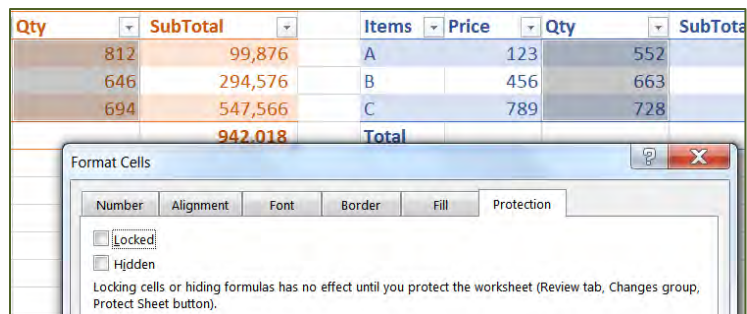 Qty SubTotal Items Price Qty SubTota
812 99,876 A 123 552
646 294,576 B 456 663
694 547,566 C 789 728
942,018 Total
Format Cells
Number Alignment Font Border Fill Protection
Locked
Hidden
Locking cells or hiding formulas has no effect until you protect the worksheet (Review tab, Changes group,
Protect Sheet button).